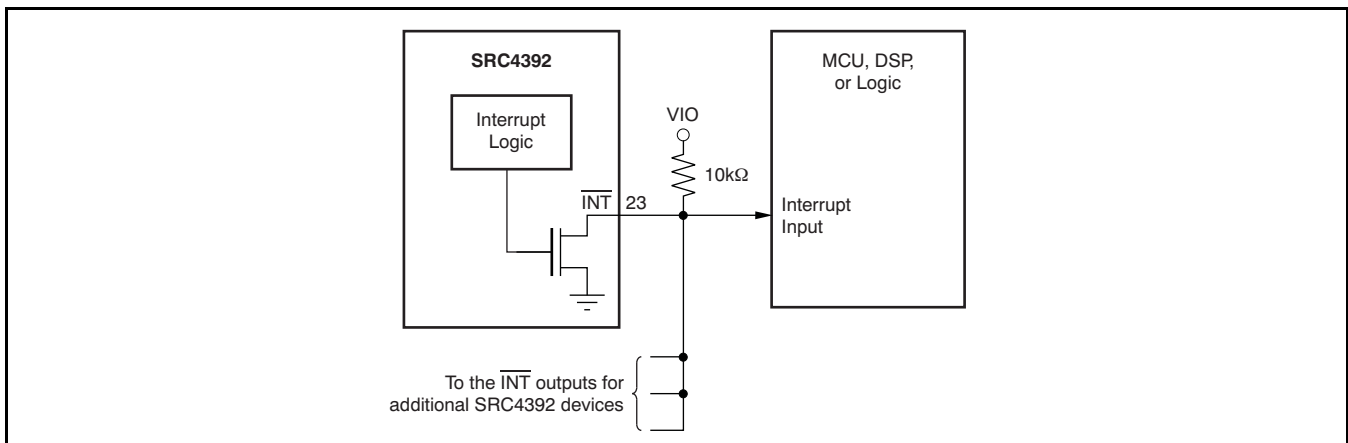 SRC4392
Interrupt
Logic
INT 23
VIO
10kΩ
MCU, DSP,
or Logic
Interrupt
Input
To the INT outputs for
additional SRC4392 devices